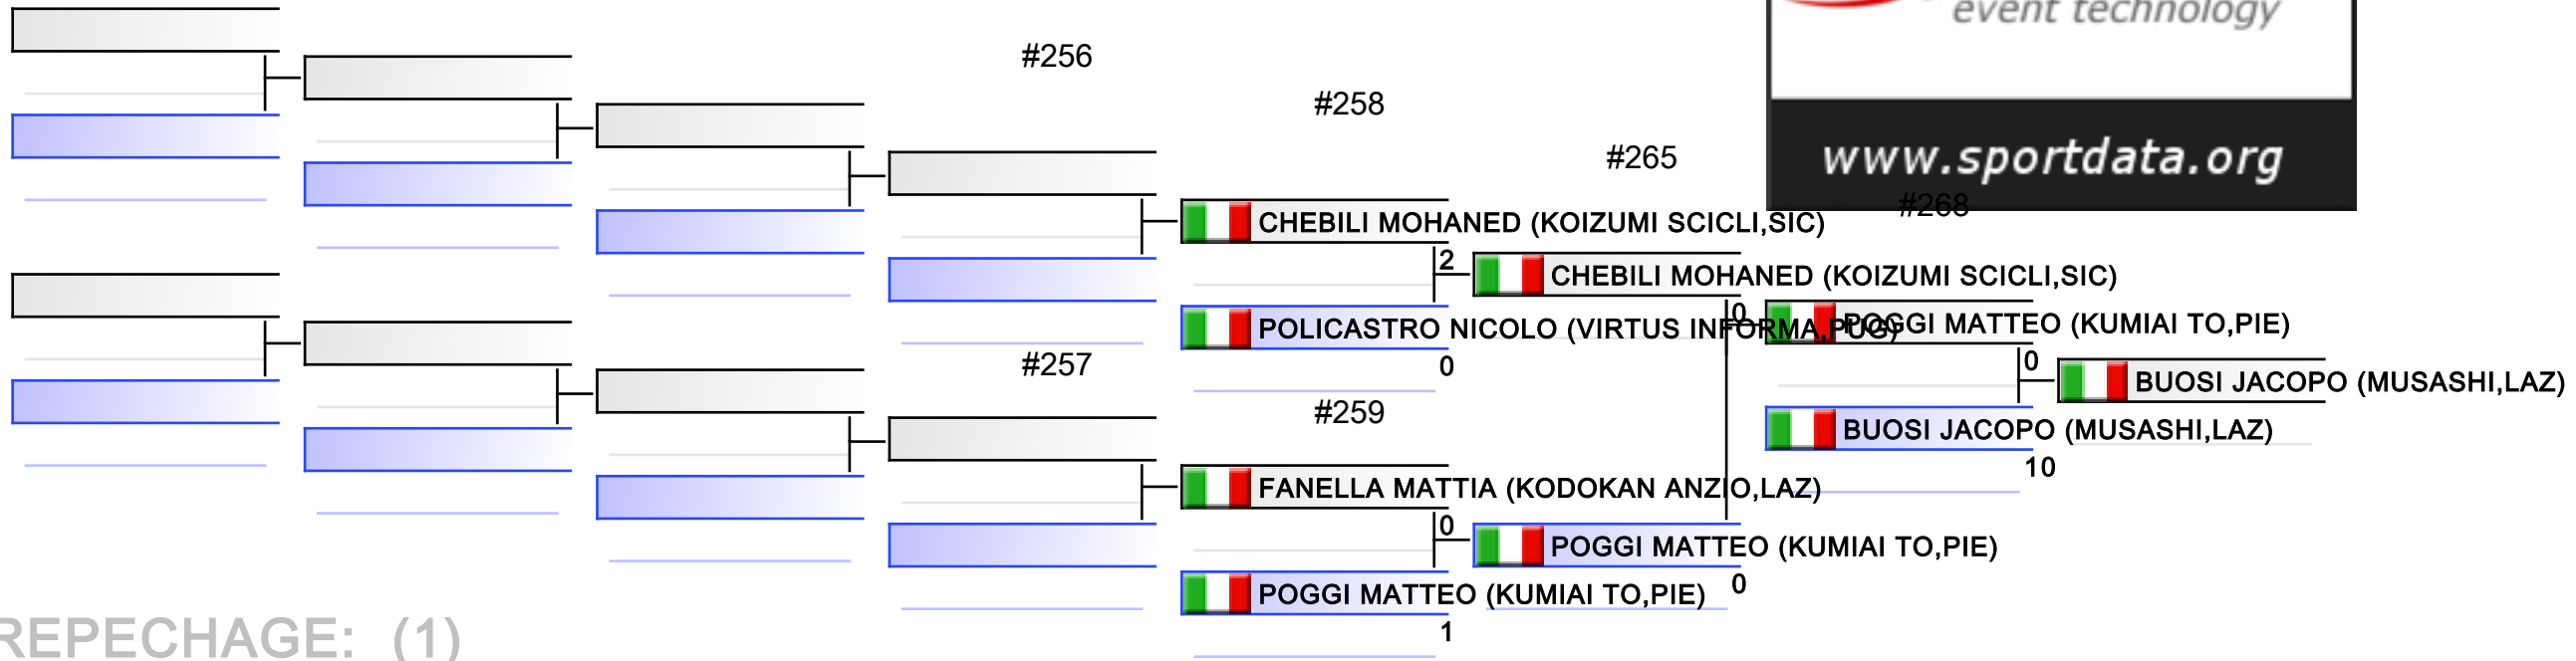 event technology
www.sportdata.org
#256
#258
#265
#268
CHEBILI MOHANED (KOIZUMI SCICLI,SIC)
2
CHEBILI MOHANED (KOIZUMI SCICLI,SIC)
POLICASTRO NICOLO (VIRTUS INFORMA,PUG)
0
0
POGGI MATTEO (KUMIAI TO,PIE)
0
BUOSI JACOPO (MUSASHI,LAZ)
#257
#259
BUOSI JACOPO (MUSASHI,LAZ)
10
FANELLA MATTIA (KODOKAN ANZIO,LAZ)
0
POGGI MATTEO (KUMIAI TO,PIE)
0
POGGI MATTEO (KUMIAI TO,PIE)
1
REPECHAGE: (1)